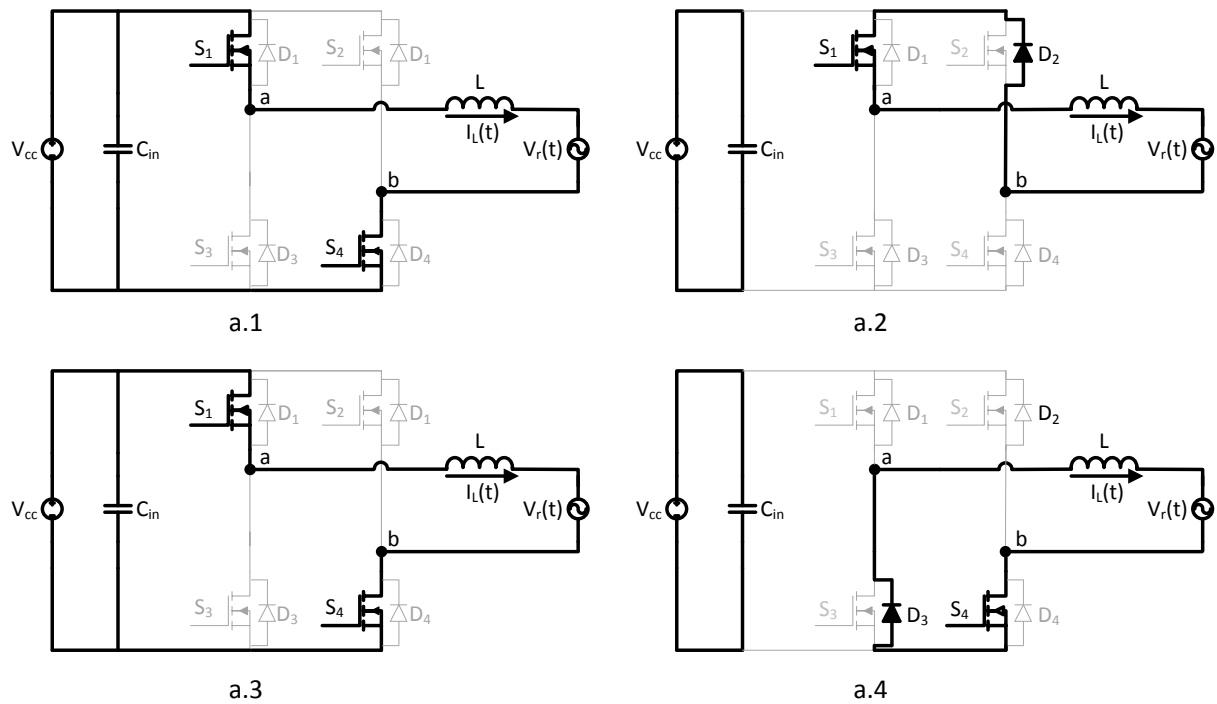 S1 D1 S2 D1
a L
Vcc Cin IL(t) Vr(t)
b
S3 D3 S4 D4
a.1
S1 D1 S2 D2
a L
Vcc Cin IL(t) Vr(t)
b
S3 D3 S4 D4
a.2
S1 D1 S2 D1
a L
Vcc Cin IL(t) Vr(t)
b
S3 D3 S4 D4
a.3
S1 D1 S2 D2
a L
Vcc Cin IL(t) Vr(t)
b
S3 D3 S4 D4
a.4